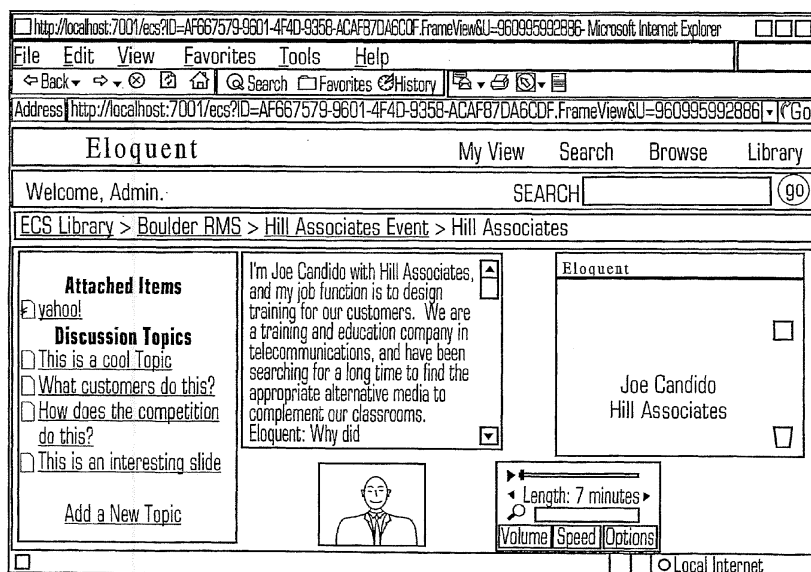 http://localhost:7001/ecs?ID=AF667579-9601-4F4D-9358-ACAF87DA6CDF.FrameView&U=960995992886- Microsoft Internet Explorer
File Edit View Favorites Tools Help
Back Search Favorites History
Address http://localhost:7001/ecs?ID=AF667579-9601-4F4D-9358-ACAF87DA6CDF.FrameView&U=960995992886 Go
Eloquent My View Search Browse Library
Welcome, Admin. SEARCH go
ECS Library > Boulder RMS > Hill Associates Event > Hill Associates
Attached Items
yahoo!
Discussion Topics
This is a cool Topic
What customers do this?
How does the competition
do this?
This is an interesting slide
Add a New Topic
I'm Joe Candido with Hill Associates,
and my job function is to design
training for our customers. We are
a training and education company in
telecommunications, and have been
searching for a long time to find the
appropriate alternative media to
complement our classrooms.
Eloquent: Why did
Eloquent
Joe Candido
Hill Associates
Length: 7 minutes
Volume Speed Options
Local Internet